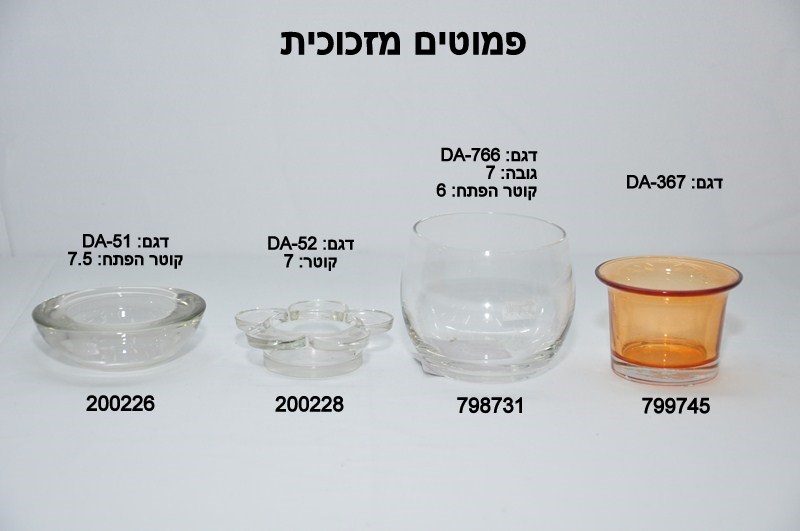 פמוטים מזכוכית
דגם: DA-766
גובה: 7
קוטר הפתח: 6
דגם: DA-367
דגם: DA-51
קוטר הפתח: 7.5
דגם: DA-52
קוטר: 7
200226
200228
798731
799745